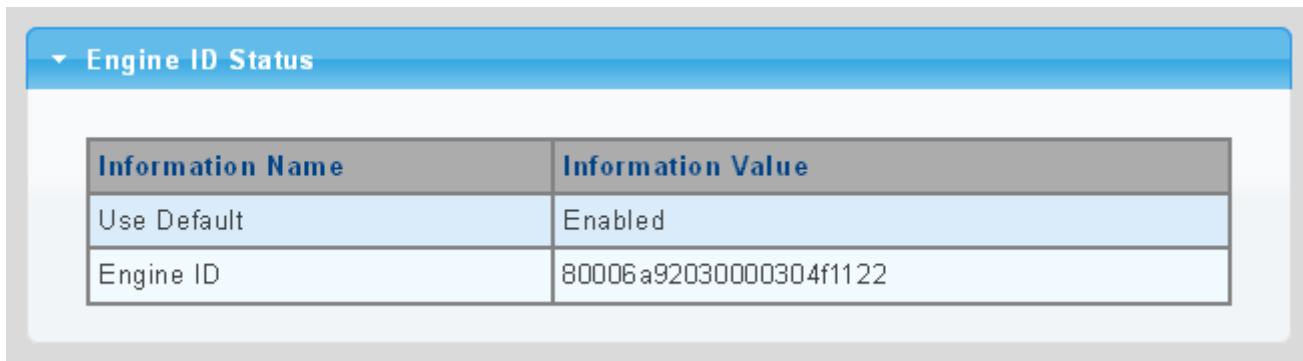 Engine ID Status
Information Name Information Value
Use Default Enabled
Engine ID 80006a92030000304f1122